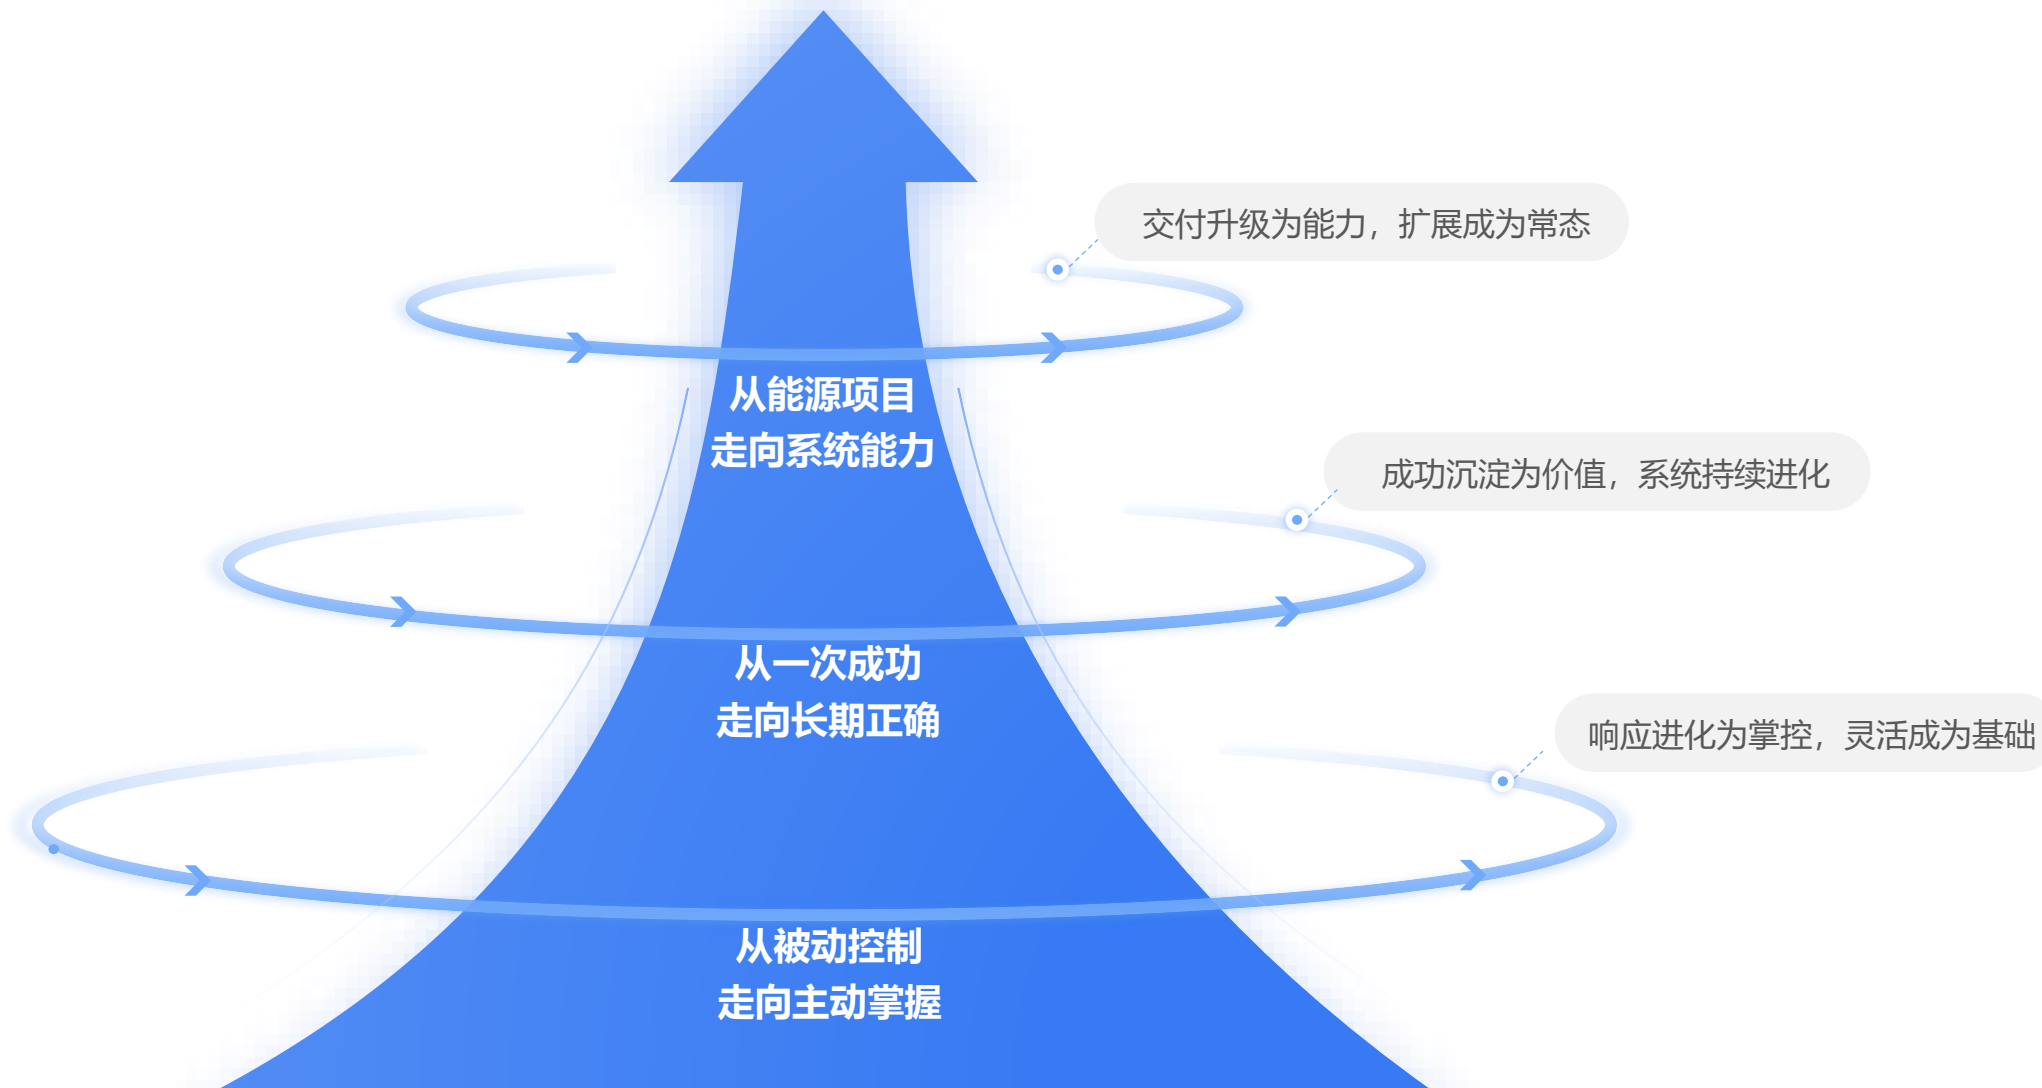 交付升级为能力，扩展成为常态
从能源项目
走向系统能力
成功沉淀为价值，系统持续进化
从一次成功
走向长期正确
响应进化为掌控，灵活成为基础
从被动控制
走向主动掌握